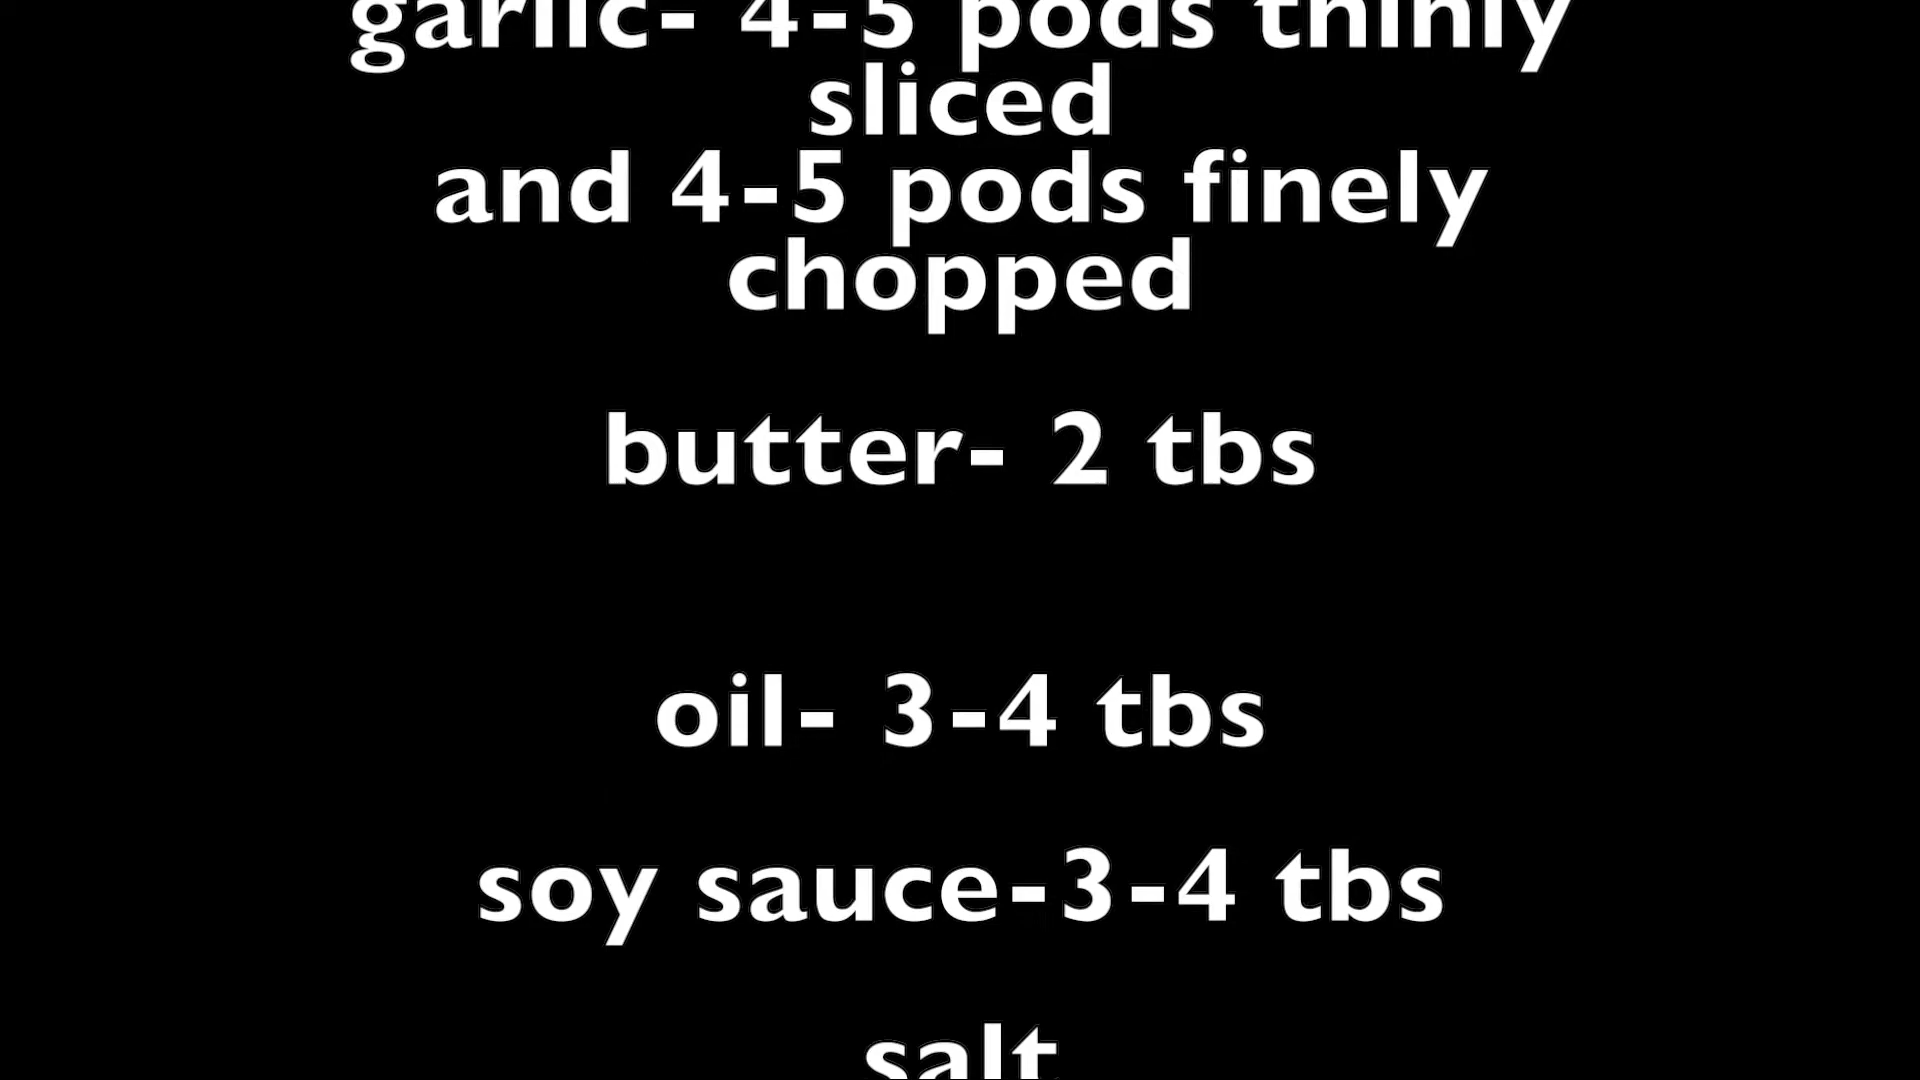 garlic- 4-5 pods thinly
sliced
and 4-5 pods finely
chopped
butter- 2 tbs
oil- 3-4 tbs
soy sauce-3-4 tbs
salt